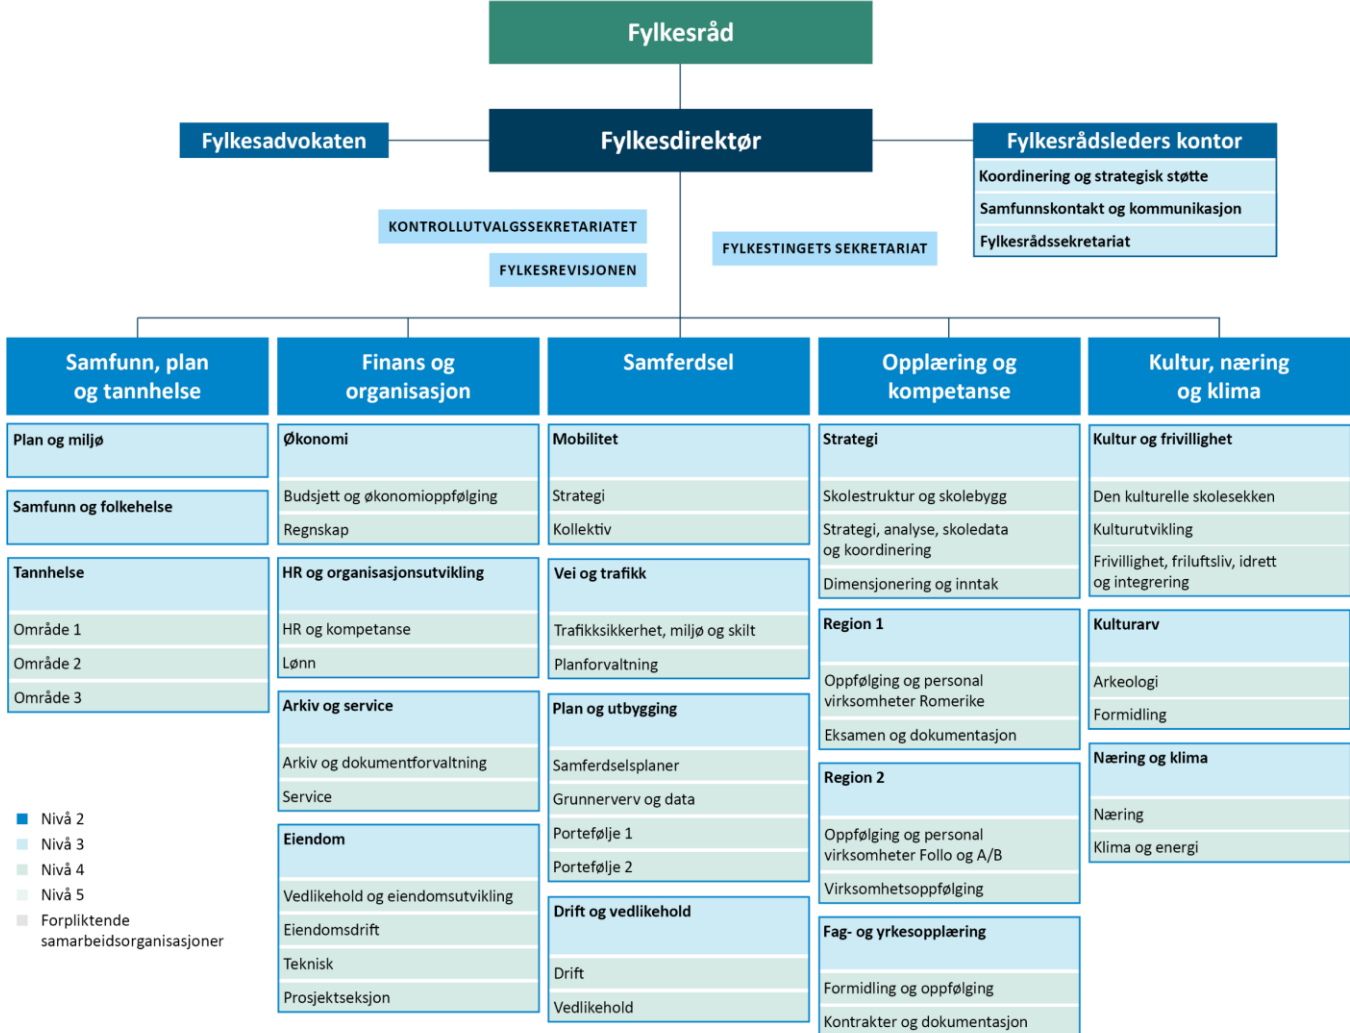 Fylkesråd
Fylkesadvokaten
Fylkesdirektør
Fylkesrådsleders kontor
Koordinering og strategisk støtte
Samfunnskontakt og kommunikasjon
Fylkesrådssekretariat
KONTROLLUTVALGSSEKRETARIATET
FYLKESREVISJONEN
FYLKESTINGETS SEKRETARIAT
Samfunn, plan
og tannhelse
Plan og miljø
Samfunn og folkehelse
Tannhelse
Område 1
Område 2
Område 3
Finans og
organisasjon
Økonomi
Budsjett og økonomioppfølging
Regnskap
HR og organisasjonsutvikling
HR og kompetanse
Lønn
Arkiv og service
Arkiv og dokumentforvaltning
Service
Eiendom
Vedlikehold og eiendomsutvikling
Eiendomsdrift
Teknisk
Prosjektseksjon
Samferdsel
Mobilitet
Strategi
Kollektiv
Vei og trafikk
Trafikksikkerhet, miljø og skilt
Planforvaltning
Plan og utbygging
Samferdselsplaner
Grunnerverv og data
Portefølje 1
Portefølje 2
Drift og vedlikehold
Drift
Vedlikehold
Opplæring og
kompetanse
Strategi
Skolestruktur og skolebygg
Strategi, analyse, skoledata
og koordinering
Dimensjonering og inntak
Region 1
Oppfølging og personal
virksomheter Romerike
Eksamen og dokumentasjon
Region 2
Oppfølging og personal
virksomheter Follo og A/B
Virksomhetsoppfølging
Fag- og yrkesopplæring
Formidling og oppfølging
Kontrakter og dokumentasjon
Kultur, næring
og klima
Kultur og frivillighet
Den kulturelle skolesekken
Kulturutvikling
Frivillighet, friluftsliv, idrett
og integrering
Kulturarv
Arkeologi
Formidling
Næring og klima
Næring
Klima og energi
Nivå 2
Nivå 3
Nivå 4
Nivå 5
Forpliktende
samarbeidsorganisasjoner